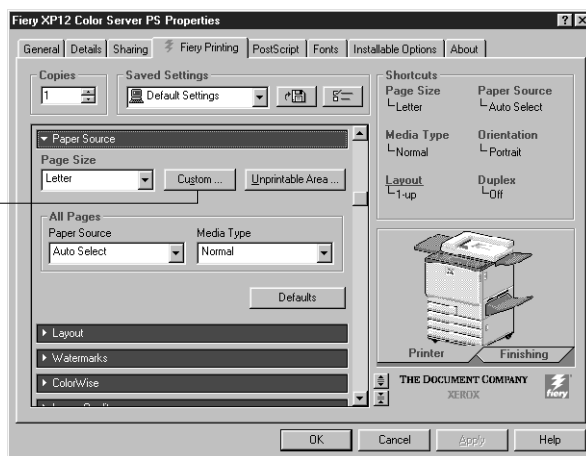 Fiery XP12 Color Server PS Properties
General Details Sharing Fiery Printing PostScript Fonts Installable Options About
Copies
1
Saved Settings
Default Settings
Paper Source
Page Size
Letter
Custom ...
Unprintable Area ...
All Pages
Paper Source
Auto Select
Media Type
Normal
Defaults
Layout
Watermarks
ColorWise
Shortcuts
Page Size
Letter
Paper Source
Auto Select
Media Type
Normal
Orientation
Portrait
Layout
1-up
Duplex
Off
Printer
Finishing
THE DOCUMENT COMPANY
XEROX
fiery
OK
Cancel
Apply
Help